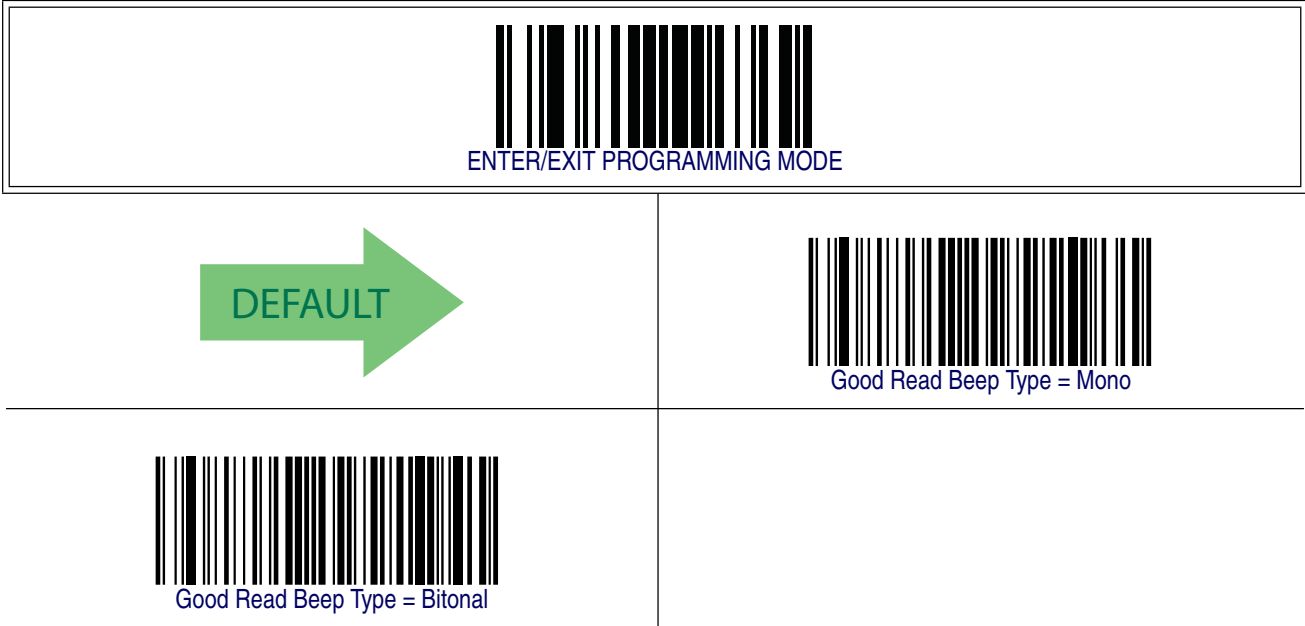 ENTER/EXIT PROGRAMMING MODE
DEFAULT
Good Read Beep Type = Mono
Good Read Beep Type = Bitonal